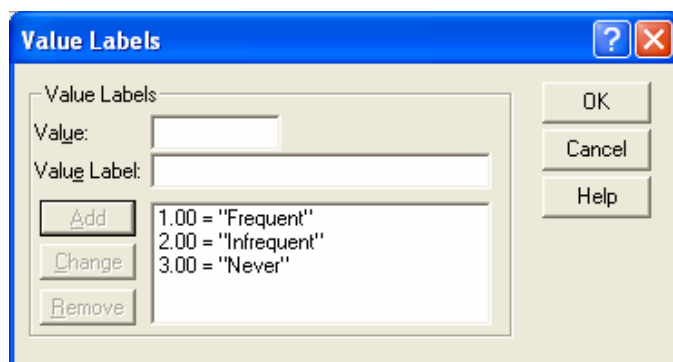 Value Labels
?
Value Labels
Value:
Value Label:
OK
Cancel
Help
Add
Change
Remove
1.00 = "Frequent"
2.00 = "Infrequent"
3.00 = "Never"